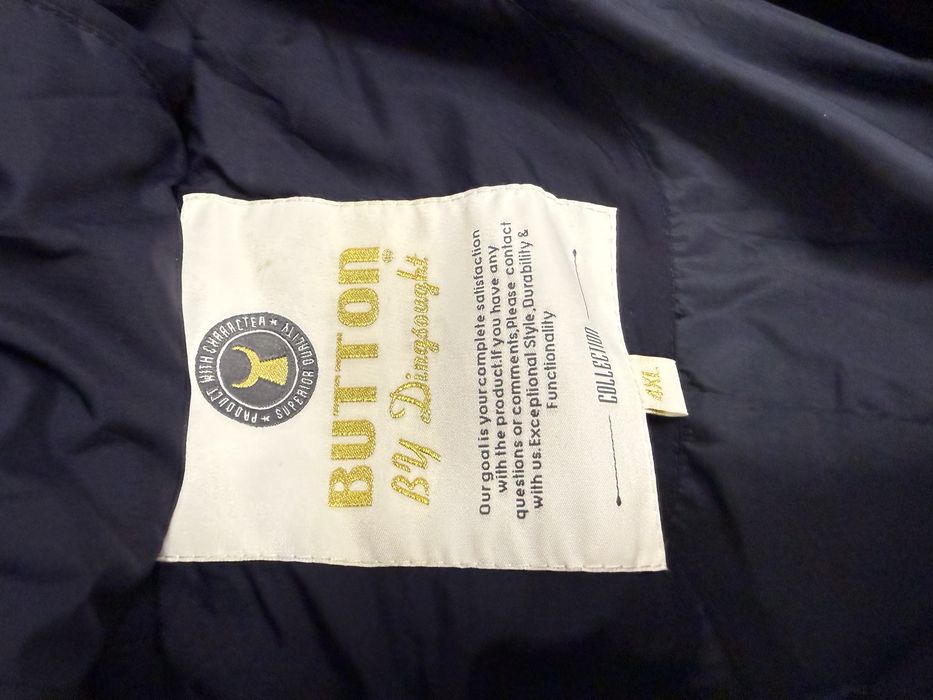 PRODUCT WITH CHARACTER ★ SUPERIOR QUALITY ★
BUTTON®
BY Dingsought
Our goal is your complete satisfaction
with the product.If you have any
questions or comments,Please contact
with us.Exceptional Style,Durability &
Functionality
COLLECTION
4XL